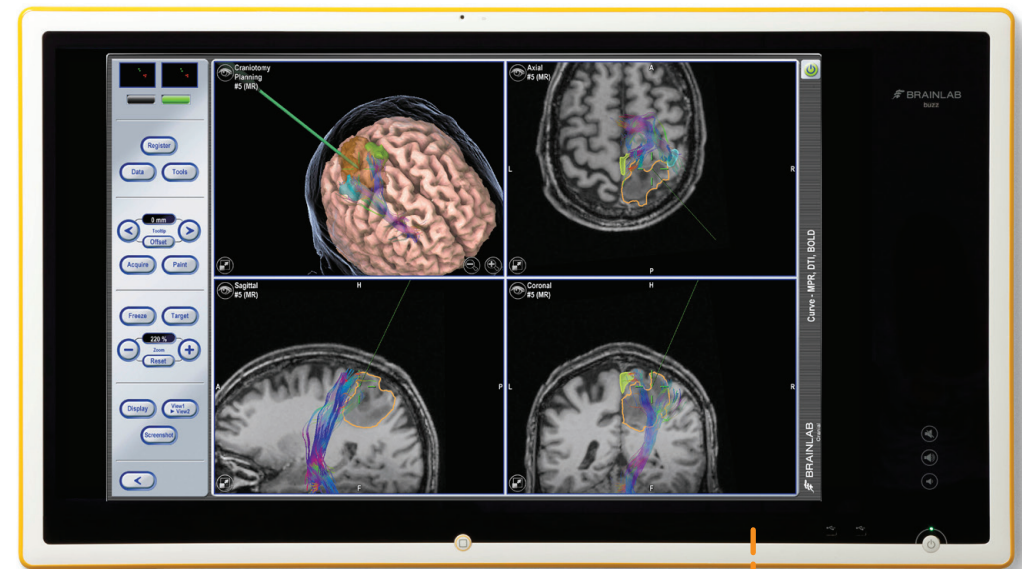 BRAINLAB
buzz
Register
Data
Tools
0 mm
Tooltip
Offset
Acquire
Paint
Freeze
Target
220 %
Zoom
Reset
Display
View1
► View2
Screenshot
Craniotomy
Planning
#5 (MR)
Axial
#5 (MR)
A
L
R
P
Sagittal
#5 (MR)
H
A
P
F
Coronal
#5 (MR)
H
L
R
F
Curve - MPR, DTI, BOLD
BRAINLAB
Cranial